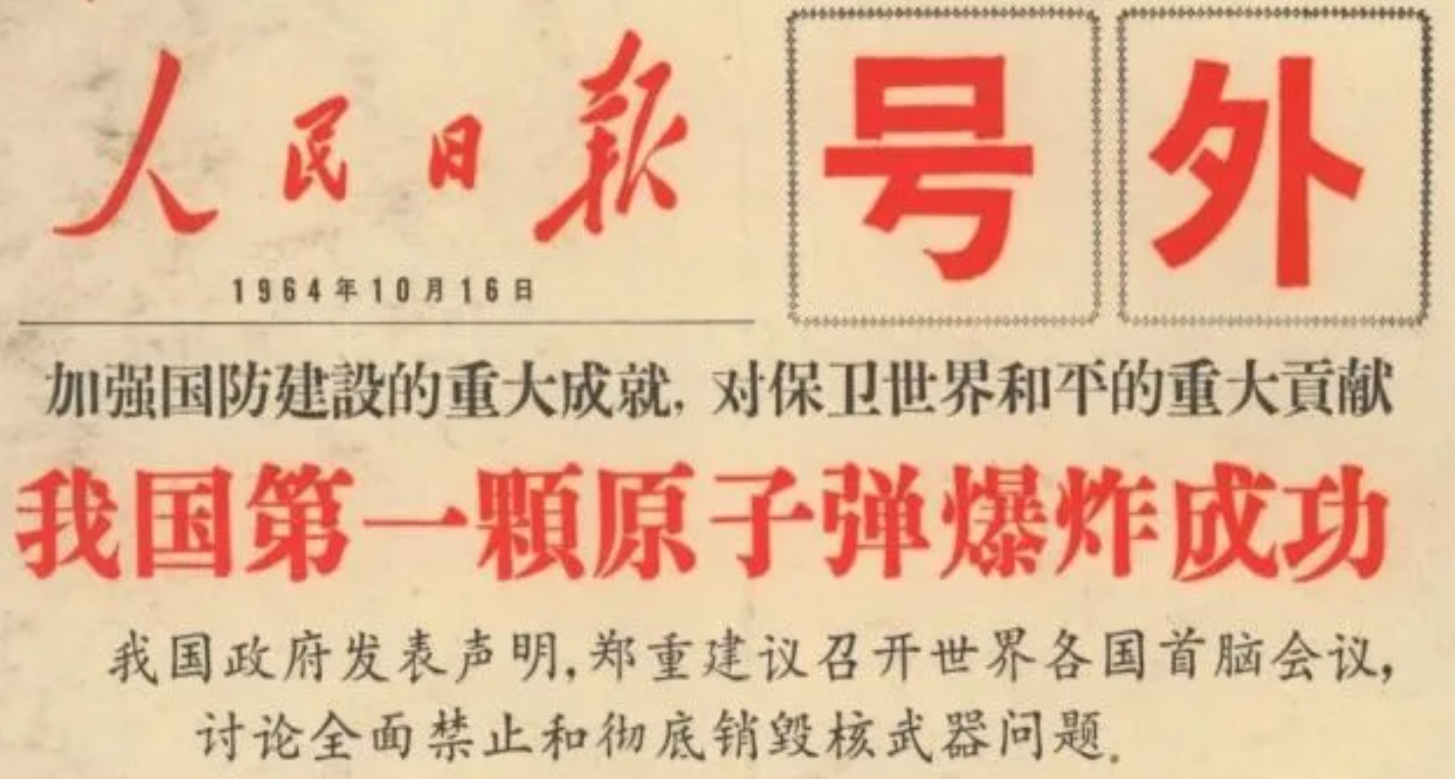 人民日报
号外
1964年10月16日
加强国防建設的重大成就,对保卫世界和平的重大貢献
我国第一顆原子弹爆炸成功
我国政府发表声明,郑重建议召开世界各国首脑会议,
讨论全面禁止和彻底销毁核武器问题.